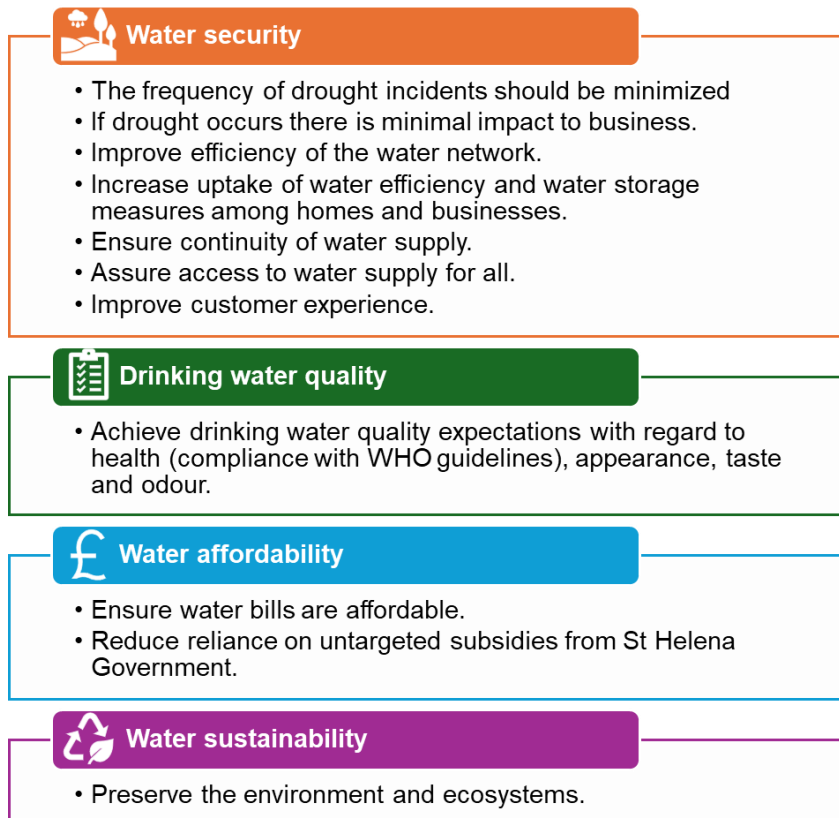 Water security
• The frequency of drought incidents should be minimized
• If drought occurs there is minimal impact to business.
• Improve efficiency of the water network.
• Increase uptake of water efficiency and water storage
measures among homes and businesses.
• Ensure continuity of water supply.
• Assure access to water supply for all.
• Improve customer experience.
Drinking water quality
• Achieve drinking water quality expectations with regard to
health (compliance with WHO guidelines), appearance, taste
and odour.
£ Water affordability
• Ensure water bills are affordable.
• Reduce reliance on untargeted subsidies from St Helena
Government.
Water sustainability
• Preserve the environment and ecosystems.